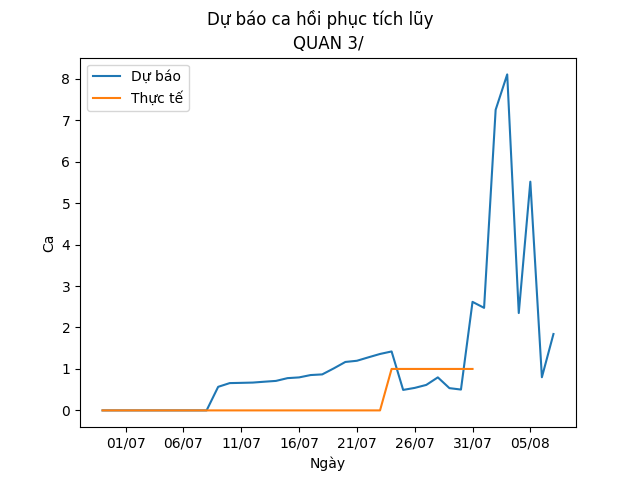 Dự báo ca hồi phục tích lũy
QUAN 3/
Dự báo
Thực tế
Ca
8
7
6
5
4
3
2
1
0
01/07 06/07 11/07 16/07 21/07 26/07 31/07 05/08
Ngày